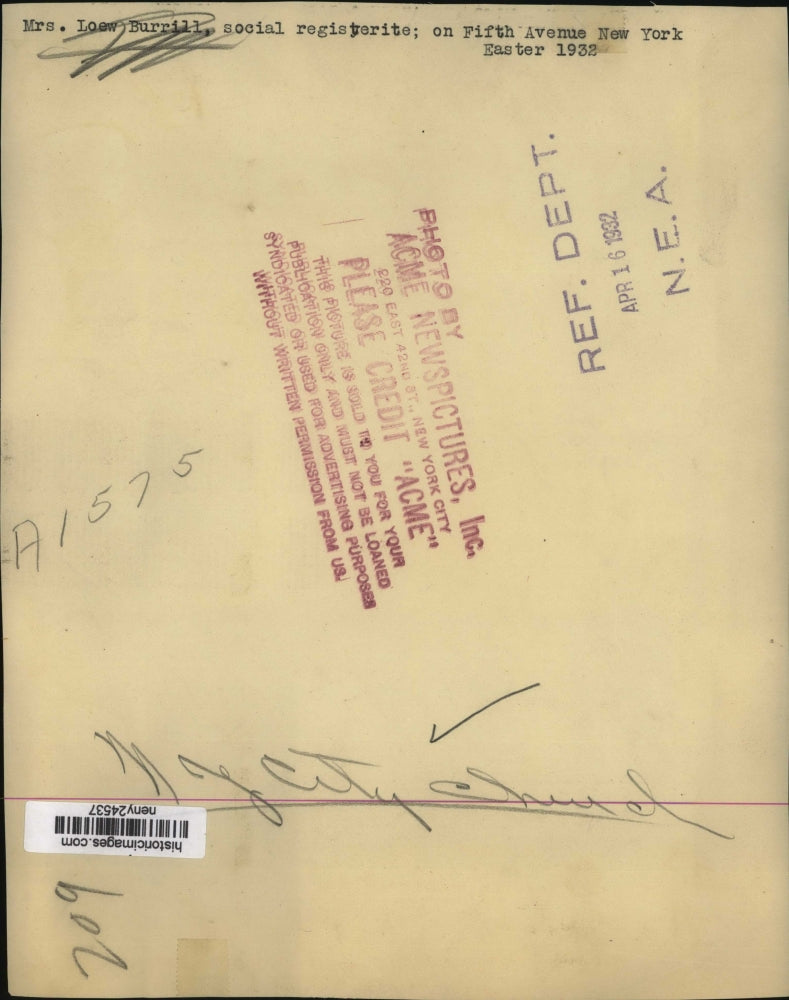 Mrs. Loew Burrill, social registerite; on Fifth Avenue New York
Easter 1932
REF. DEPT.
APR 16 1932
N. E. A.
PHOTO BY
ACME NEWSPICTURES, Inc.
220 EAST 42ND ST., NEW YORK CITY
PLEASE CREDIT "ACME"
THIS PICTURE IS SOLD TO YOU FOR YOUR
PUBLICATION ONLY AND MUST NOT BE LOANED
SYNDICATED OR USED FOR ADVERTISING PURPOSES
WITHOUT WRITTEN PERMISSION FROM US.
A1575
N Y City Church
historicimages.com
neny24537